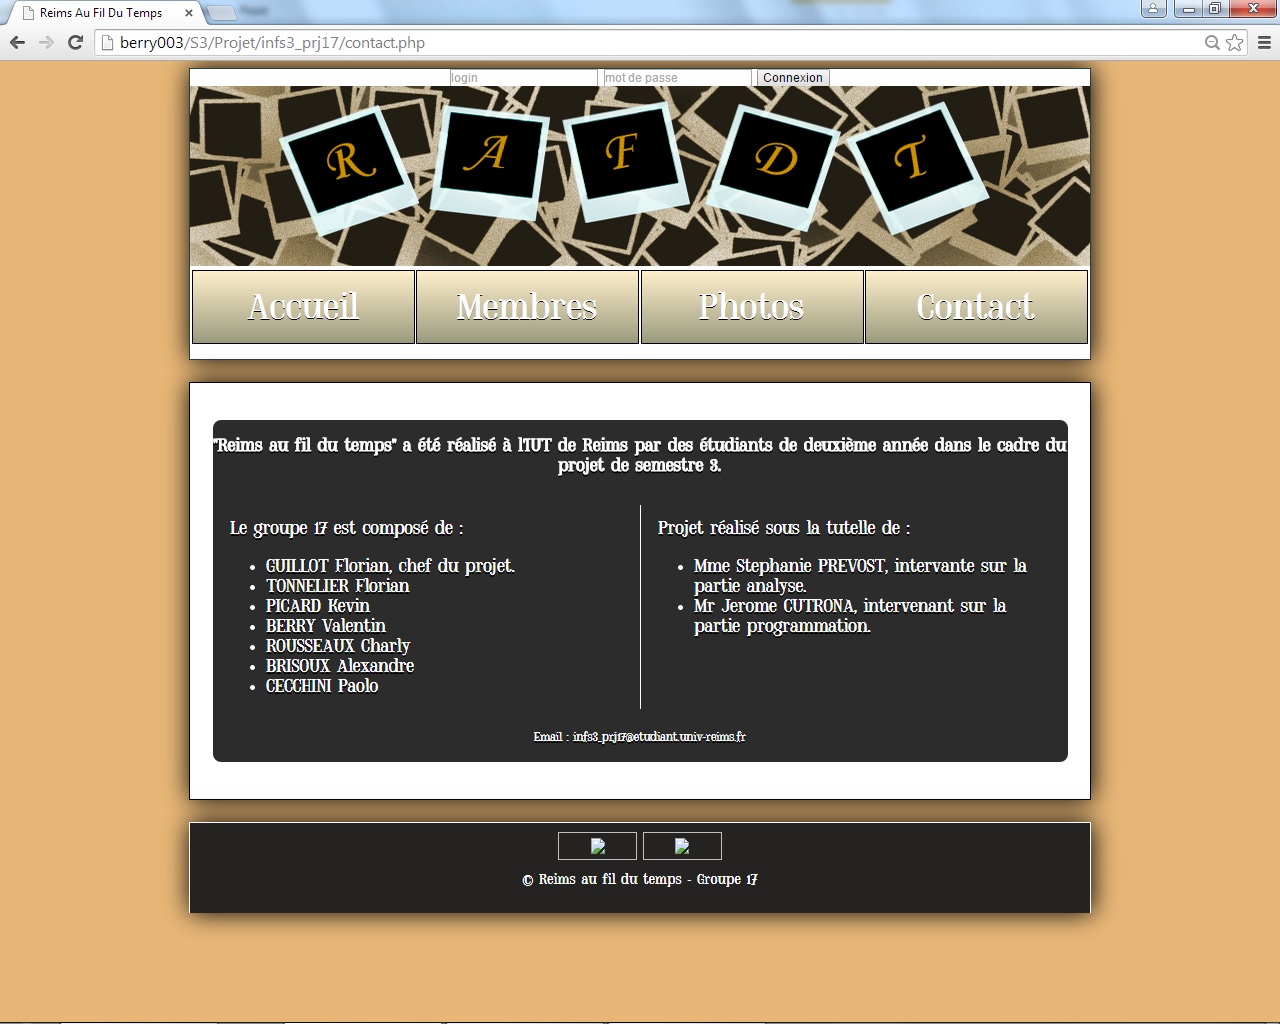 Reims Au Fil Du Temps
berry003/S3/Projet/infs3_prj17/contact.php
login mot de passe Connexion
R A F D T
Accueil Membres Photos Contact
"Reims au fil du temps" a été réalisé à l'IUT de Reims par des étudiants de deuxième année dans le cadre du
projet de semestre 3.
Le groupe 17 est composé de :
GUILLOT Florian, chef du projet.
TONNELIER Florian
PICARD Kevin
BERRY Valentin
ROUSSEAUX Charly
BRISOUX Alexandre
CECCHINI Paolo
Projet réalisé sous la tutelle de :
Mme Stephanie PREVOST, intervante sur la
partie analyse.
Mr Jerome CUTRONA, intervenant sur la
partie programmation.
Email : infs3_prj17@etudiant.univ-reims.fr
© Reims au fil du temps - Groupe 17